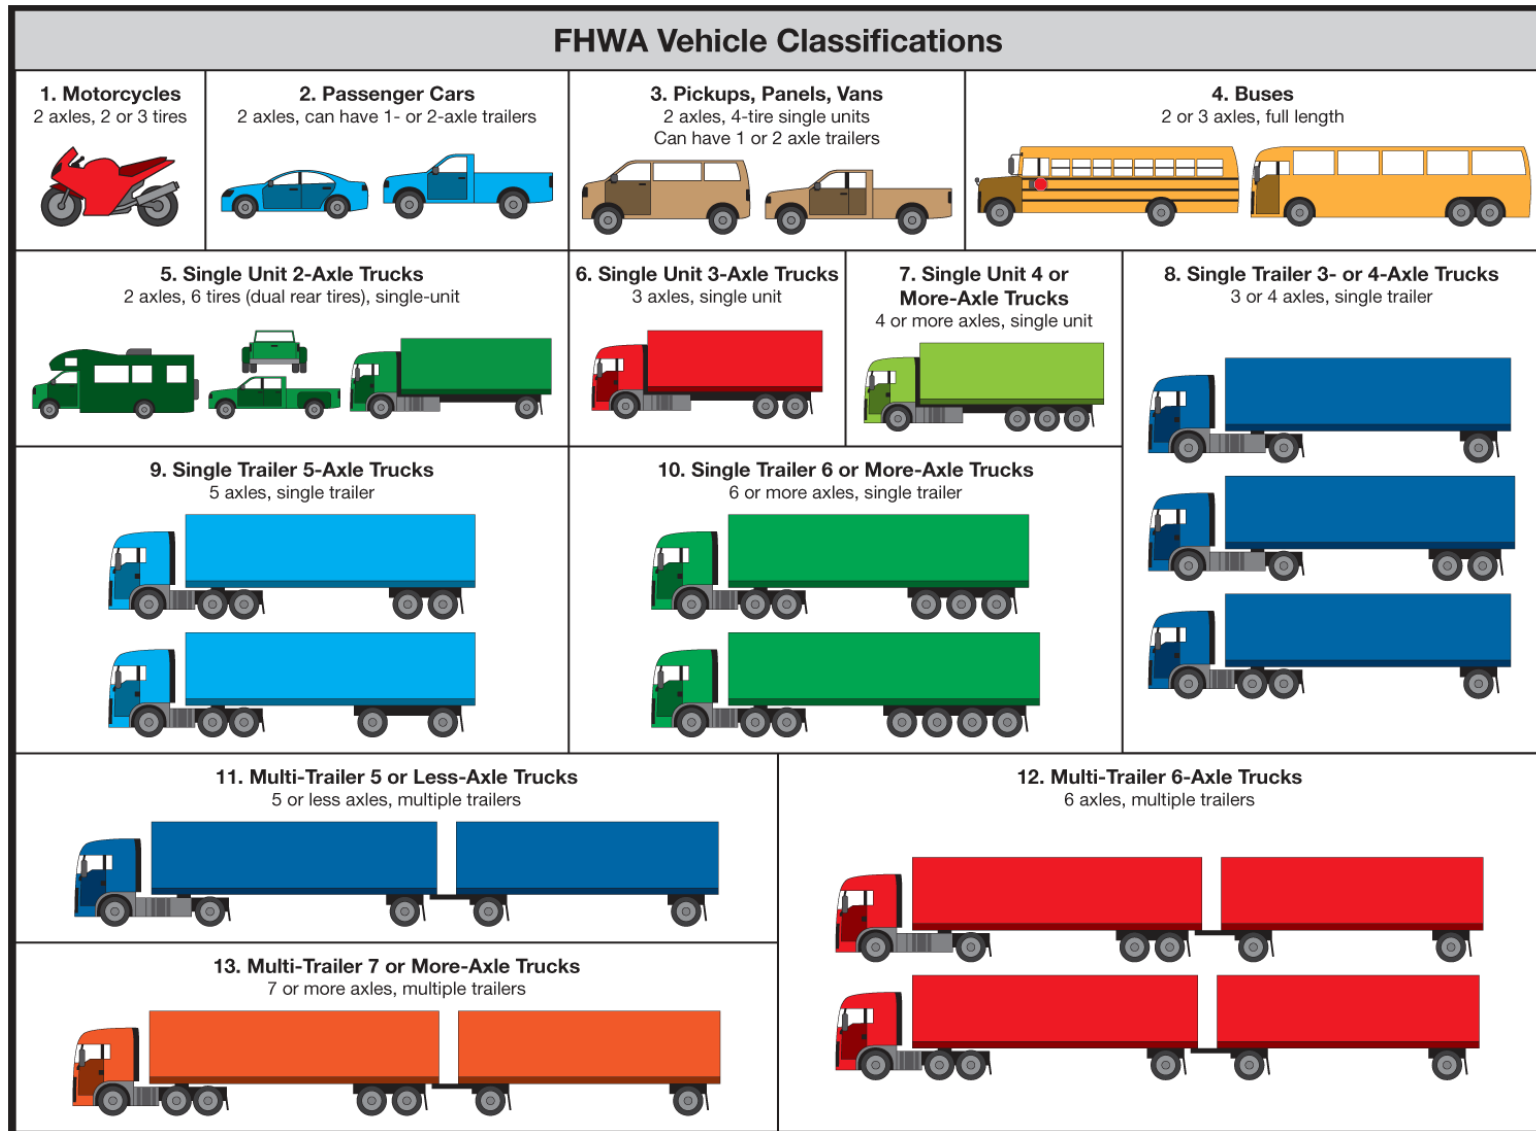 FHWA Vehicle Classifications
1. Motorcycles
2 axles, 2 or 3 tires
2. Passenger Cars
2 axles, can have 1- or 2-axle trailers
3. Pickups, Panels, Vans
2 axles, 4-tire single units
Can have 1 or 2 axle trailers
4. Buses
2 or 3 axles, full length
5. Single Unit 2-Axle Trucks
2 axles, 6 tires (dual rear tires), single-unit
6. Single Unit 3-Axle Trucks
3 axles, single unit
7. Single Unit 4 or
More-Axle Trucks
4 or more axles, single unit
8. Single Trailer 3- or 4-Axle Trucks
3 or 4 axles, single trailer
9. Single Trailer 5-Axle Trucks
5 axles, single trailer
10. Single Trailer 6 or More-Axle Trucks
6 or more axles, single trailer
11. Multi-Trailer 5 or Less-Axle Trucks
5 or less axles, multiple trailers
12. Multi-Trailer 6-Axle Trucks
6 axles, multiple trailers
13. Multi-Trailer 7 or More-Axle Trucks
7 or more axles, multiple trailers